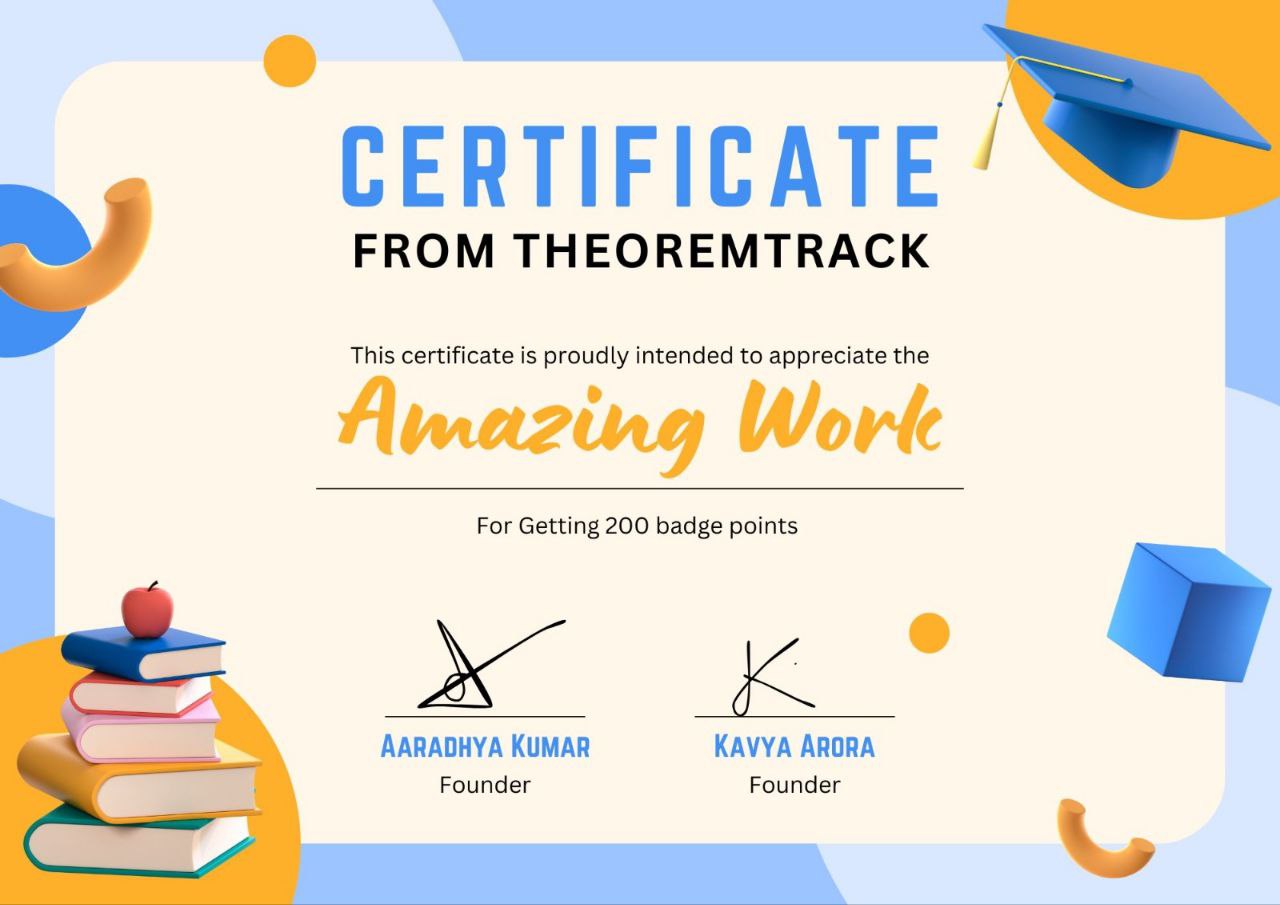 CERTIFICATE
FROM THEOREMTRACK
This certificate is proudly intended to appreciate the
Amazing Work
For Getting 200 badge points
AARADHYA KUMAR
Founder
KAVYA ARORA
Founder